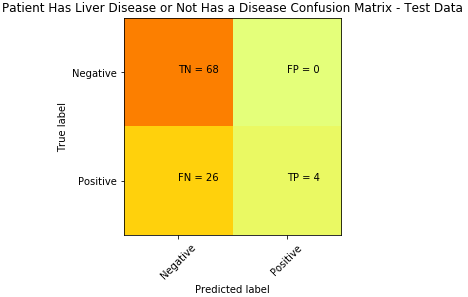 Patient Has Liver Disease or Not Has a Disease Confusion Matrix - Test Data
Negative
TN = 68
FP = 0
True label
Positive
FN = 26
TP = 4
Negative
Positive
Predicted label